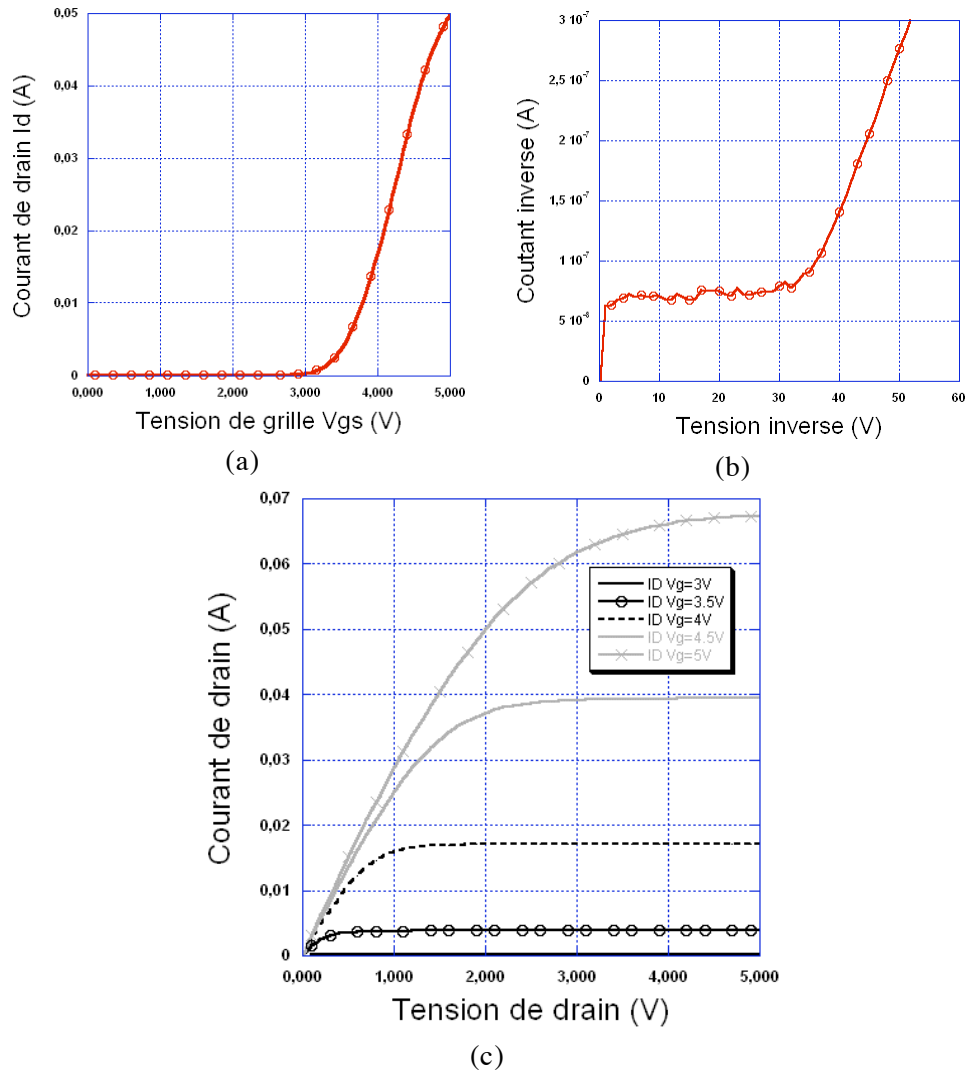 0,05
0,04
0,03
0,02
0,01
0
Courant de drain Id (A)
0,000 1,000 2,000 3,000 4,000 5,000
Tension de grille Vgs (V)
(a)
3 10⁻⁷
2,5 10⁻⁷
2 10⁻⁷
1,5 10⁻⁷
1 10⁻⁷
5 10⁻⁸
0
Coutant inverse (A)
0 10 20 30 40 50 60
Tension inverse (V)
(b)
0,07
0,06
0,05
0,04
0,03
0,02
0,01
0
Courant de drain (A)
ID Vg=3V
ID Vg=3.5V
ID Vg=4V
ID Vg=4.5V
ID Vg=5V
0,000 1,000 2,000 3,000 4,000 5,000
Tension de drain (V)
(c)